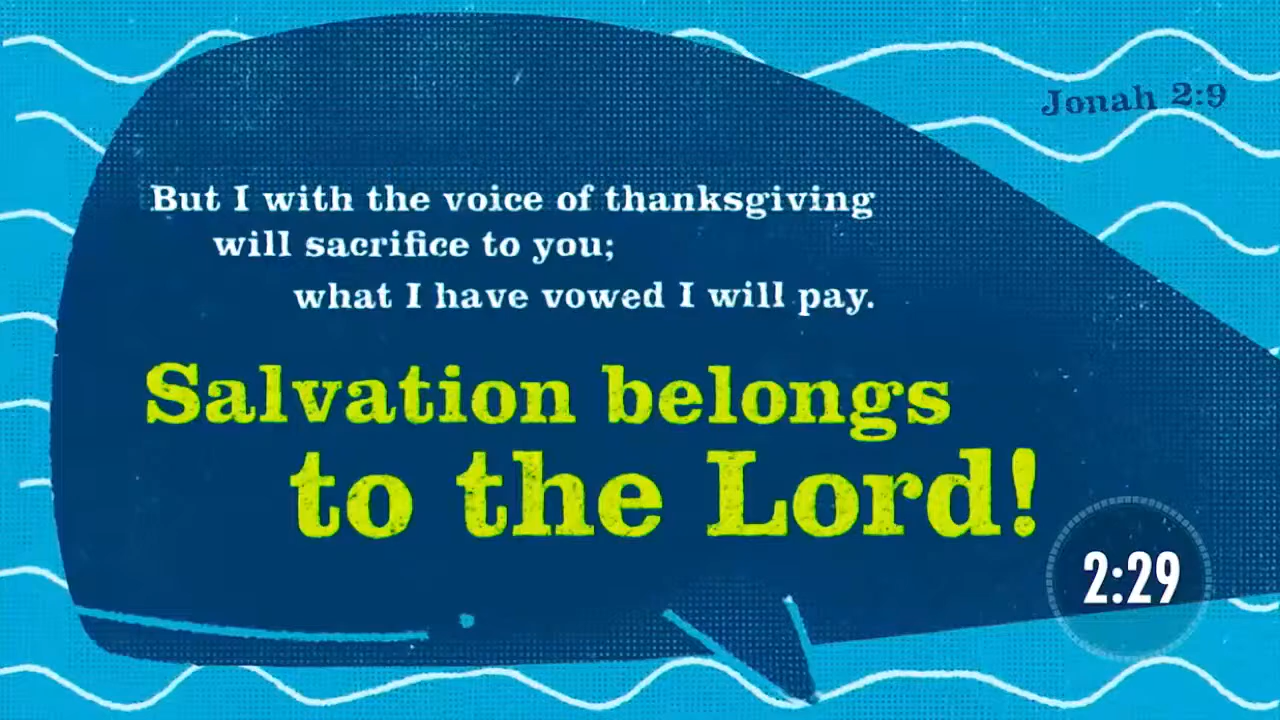 Jonah 2:9
But I with the voice of thanksgiving
will sacrifice to you;
what I have vowed I will pay.
Salvation belongs
to the Lord!
2:29